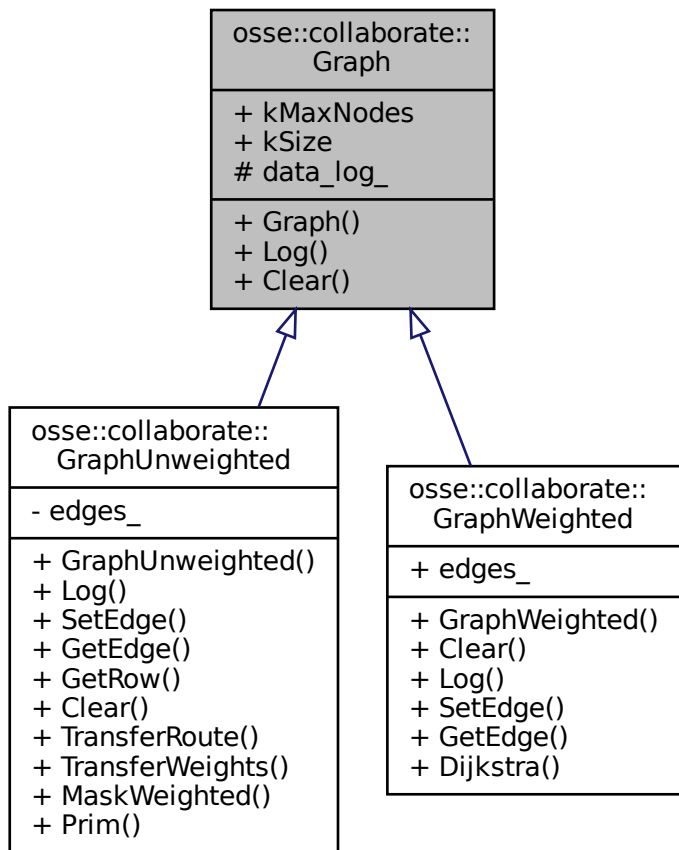 osse::collaborate::
Graph
+ kMaxNodes
+ kSize
# data_log_
+ Graph()
+ Log()
+ Clear()
osse::collaborate::
GraphUnweighted
- edges_
+ GraphUnweighted()
+ Log()
+ SetEdge()
+ GetEdge()
+ GetRow()
+ Clear()
+ TransferRoute()
+ TransferWeights()
+ MaskWeighted()
+ Prim()
osse::collaborate::
GraphWeighted
+ edges_
+ GraphWeighted()
+ Clear()
+ Log()
+ SetEdge()
+ GetEdge()
+ Dijkstra()